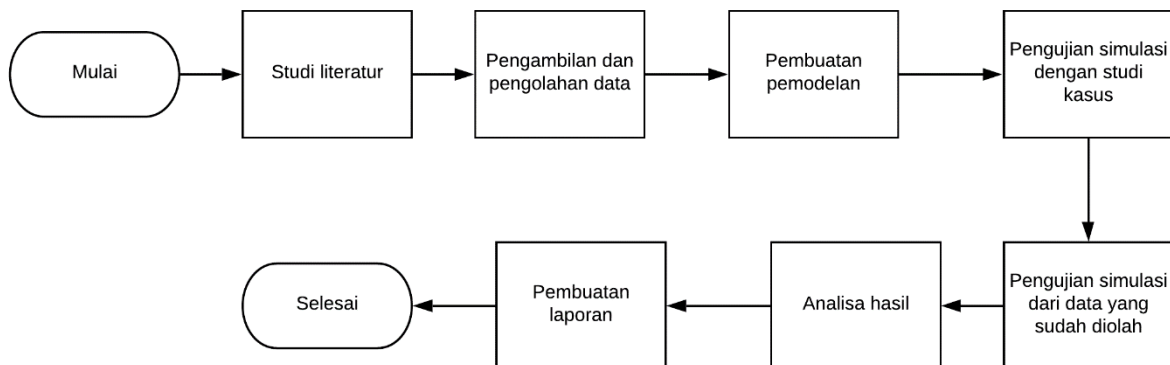 Mulai
Studi literatur
Pengambilan dan
pengolahan data
Pembuatan
pemodelan
Pengujian simulasi
dengan studi
kasus
Pengujian simulasi
dari data yang
sudah diolah
Analisa hasil
Pembuatan
laporan
Selesai